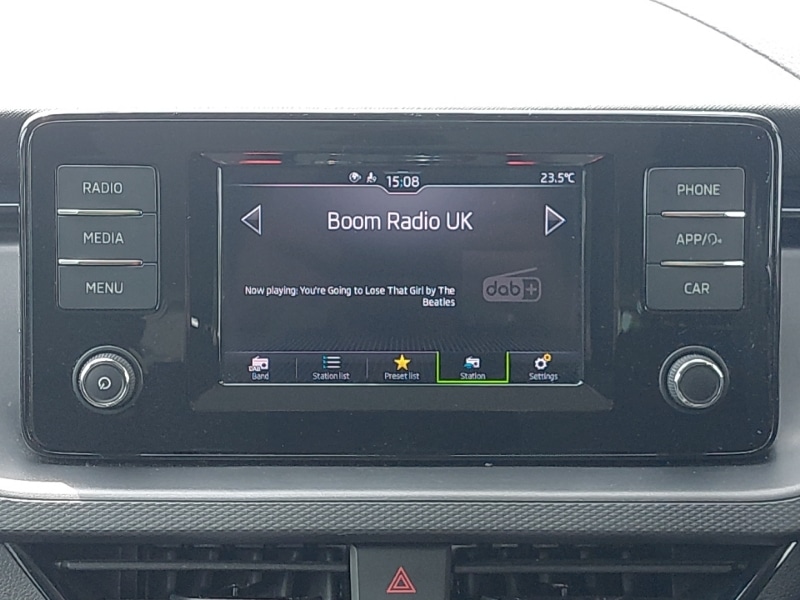 RADIO
MEDIA
MENU
15:08
23.5°C
Boom Radio UK
Now playing: You're Going to Lose That Girl by The
Beatles
dab+
DAB
Band
Station list
Preset list
Station
Settings
PHONE
APP/
CAR